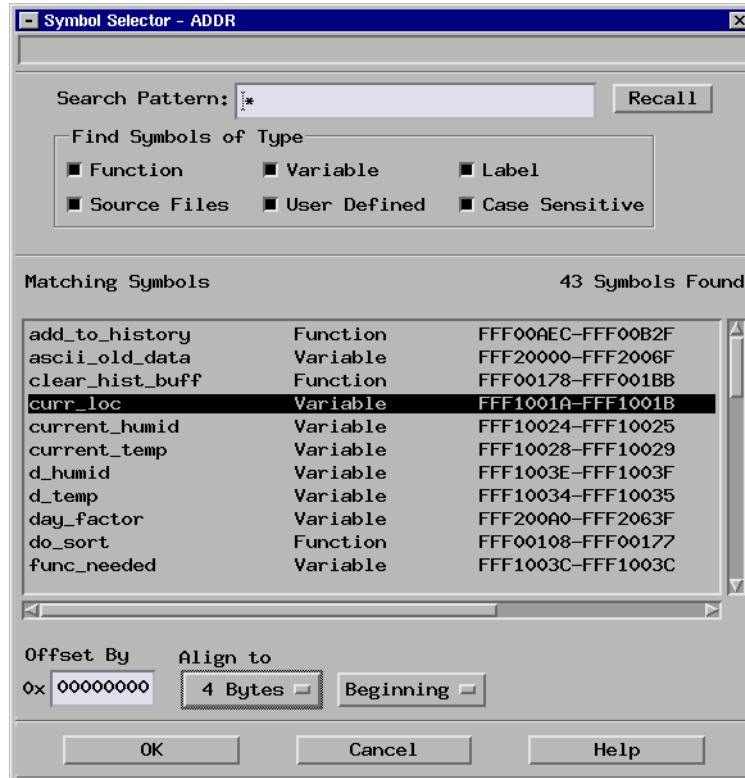 Symbol Selector - ADDR
Search Pattern: * Recall
Find Symbols of Type
Function Variable Label
Source Files User Defined Case Sensitive
Matching Symbols 43 Symbols Found
add_to_history Function FFF00AEC-FFF00B2F
ascii_old_data Variable FFF20000-FFF2006F
clear_hist_buff Function FFF00178-FFF001BB
curr_loc Variable FFF1001A-FFF1001B
current_humid Variable FFF10024-FFF10025
current_temp Variable FFF10028-FFF10029
d_humid Variable FFF1003E-FFF1003F
d_temp Variable FFF10034-FFF10035
day_factor Variable FFF200A0-FFF2063F
do_sort Function FFF00108-FFF00177
func_needed Variable FFF1003C-FFF1003C
Offset By Align to
0x 00000000 4 Bytes Beginning
OK Cancel Help